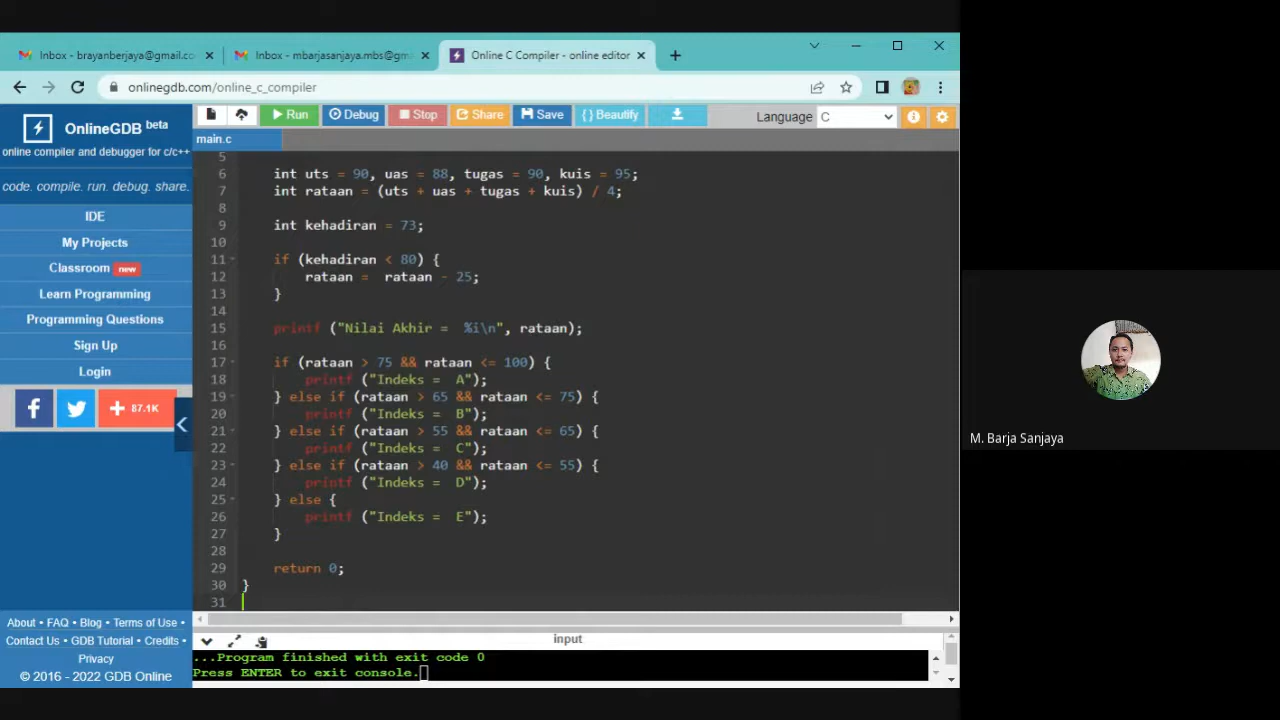 Inbox - brayanberjaya@gmail.co
Inbox - mbarjasanjaya.mbs@gm
Online C Compiler - online editor
onlinegdb.com/online_c_compiler
OnlineGDB beta
online compiler and debugger for c/c++
code. compile. run. debug. share.
IDE
My Projects
Classroom new
Learn Programming
Programming Questions
Sign Up
Login
87.1K
About • FAQ • Blog • Terms of Use •
Contact Us • GDB Tutorial • Credits •
Privacy
© 2016 - 2022 GDB Online
Run Debug Stop Share Save { } Beautify
Language C
main.c
5
6 int uts = 90, uas = 88, tugas = 90, kuis = 95;
7 int rataan = (uts + uas + tugas + kuis) / 4;
8
9 int kehadiran = 73;
10
11 if (kehadiran < 80) {
12 rataan = rataan - 25;
13 }
14
15 printf ("Nilai Akhir = %i\n", rataan);
16
17 if (rataan > 75 && rataan <= 100) {
18 printf ("Indeks = A");
19 } else if (rataan > 65 && rataan <= 75) {
20 printf ("Indeks = B");
21 } else if (rataan > 55 && rataan <= 65) {
22 printf ("Indeks = C");
23 } else if (rataan > 40 && rataan <= 55) {
24 printf ("Indeks = D");
25 } else {
26 printf ("Indeks = E");
27 }
28
29 return 0;
30 }
31
input
...Program finished with exit code 0
Press ENTER to exit console.
M. Barja Sanjaya